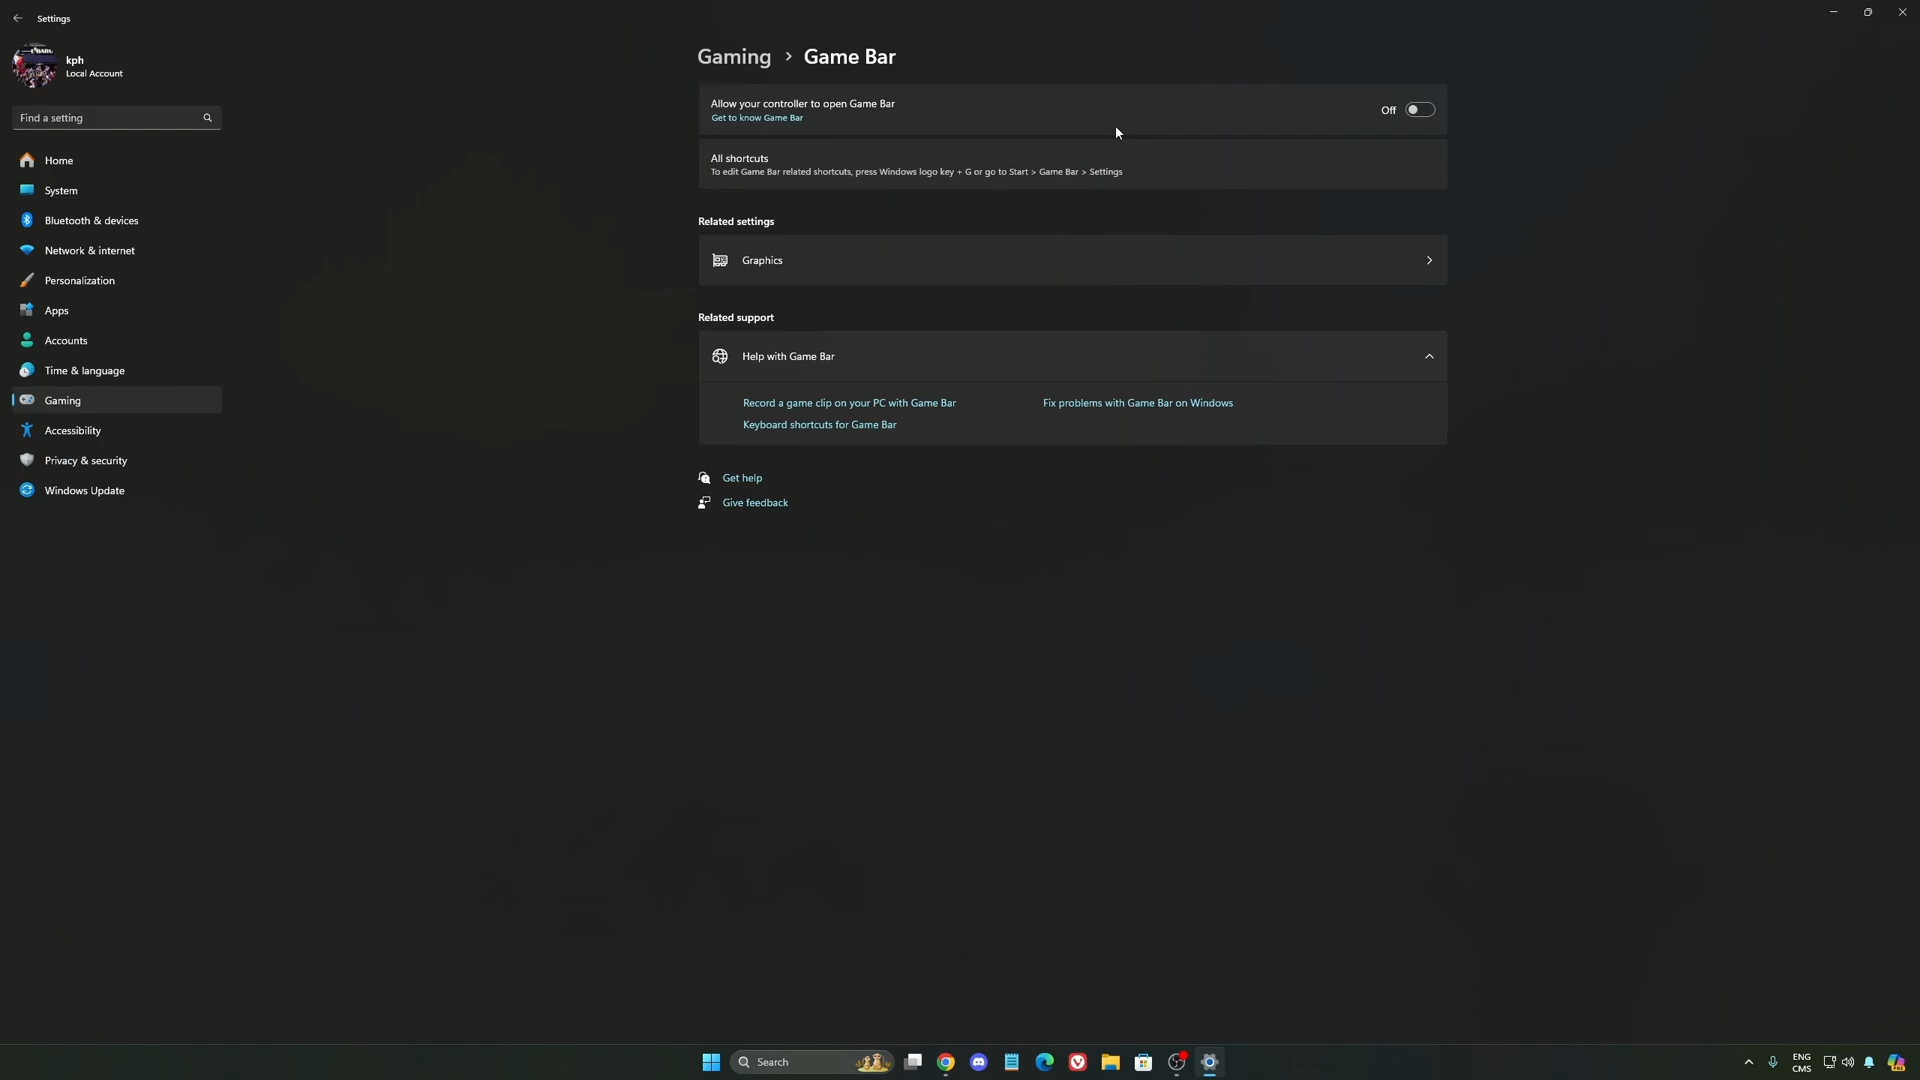 Settings
kph
Local Account
Find a setting
Home
System
Bluetooth & devices
Network & internet
Personalization
Apps
Accounts
Time & language
Gaming
Accessibility
Privacy & security
Windows Update
Gaming > Game Bar
Allow your controller to open Game Bar
Get to know Game Bar
Off
All shortcuts
To edit Game Bar related shortcuts, press Windows logo key + G or go to Start > Game Bar > Settings
Related settings
Graphics
Related support
Help with Game Bar
Record a game clip on your PC with Game Bar
Fix problems with Game Bar on Windows
Keyboard shortcuts for Game Bar
Get help
Give feedback
Search
ENG
CMS